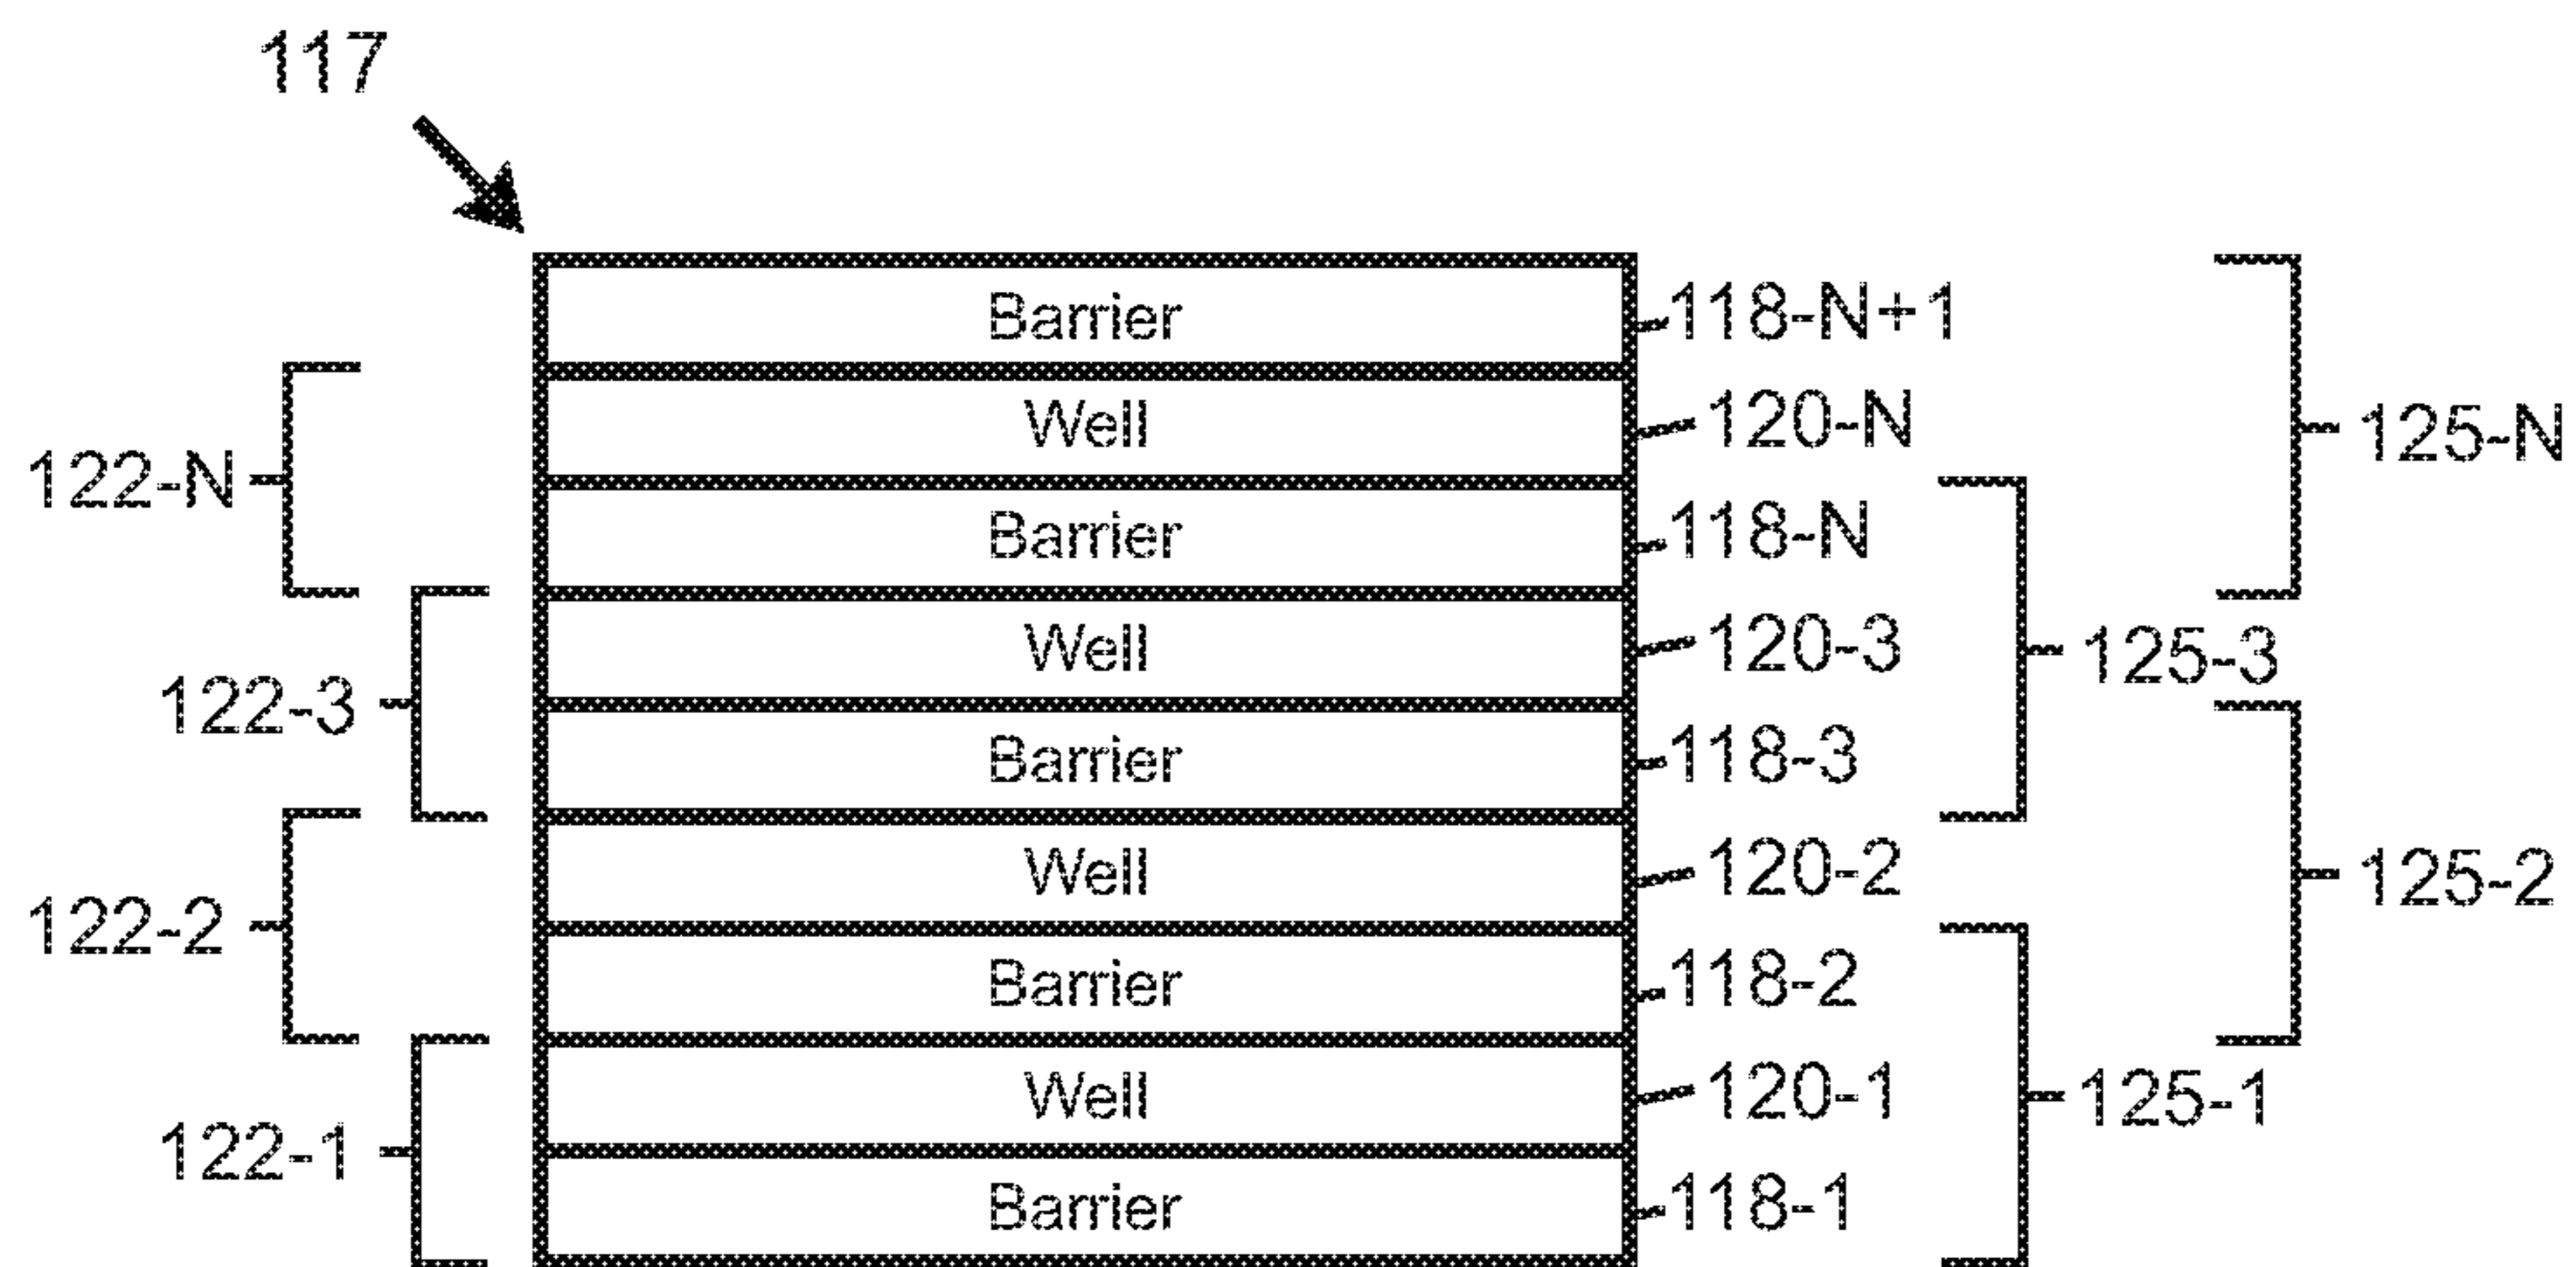 117
Barrier 118-N+1
Well 120-N
122-N
125-N
Barrier 118-N
Well 120-3
125-3
122-3
Barrier 118-3
Well 120-2
125-2
122-2
Barrier 118-2
Well 120-1
125-1
122-1
Barrier 118-1